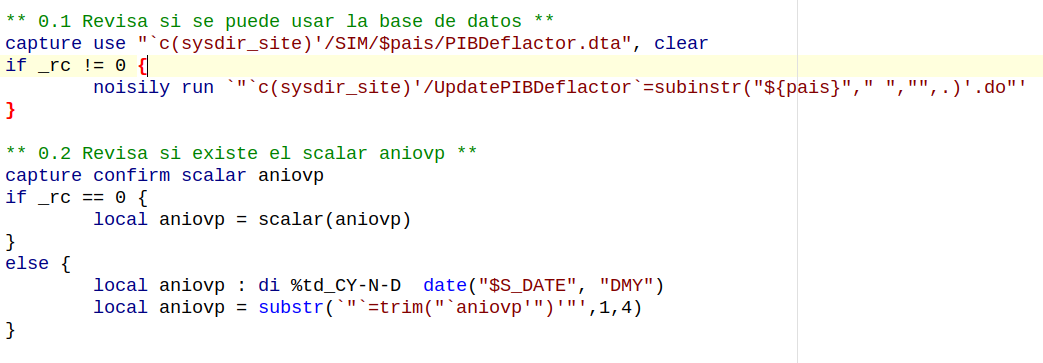 ** 0.1 Revisa si se puede usar la base de datos **
capture use "`c(sysdir_site)'/SIM/$pais/PIBDeflactor.dta", clear
if _rc != 0 {
noisily run `"`c(sysdir_site)'/UpdatePIBDeflactor`=subinstr("${pais}"," ","",.)'.do"'
}
** 0.2 Revisa si existe el scalar aniovp **
capture confirm scalar aniovp
if _rc == 0 {
local aniovp = scalar(aniovp)
}
else {
local aniovp : di %td_CY-N-D  date("$S_DATE", "DMY")
local aniovp = substr(`"`=trim("`aniovp'")'"',1,4)
}